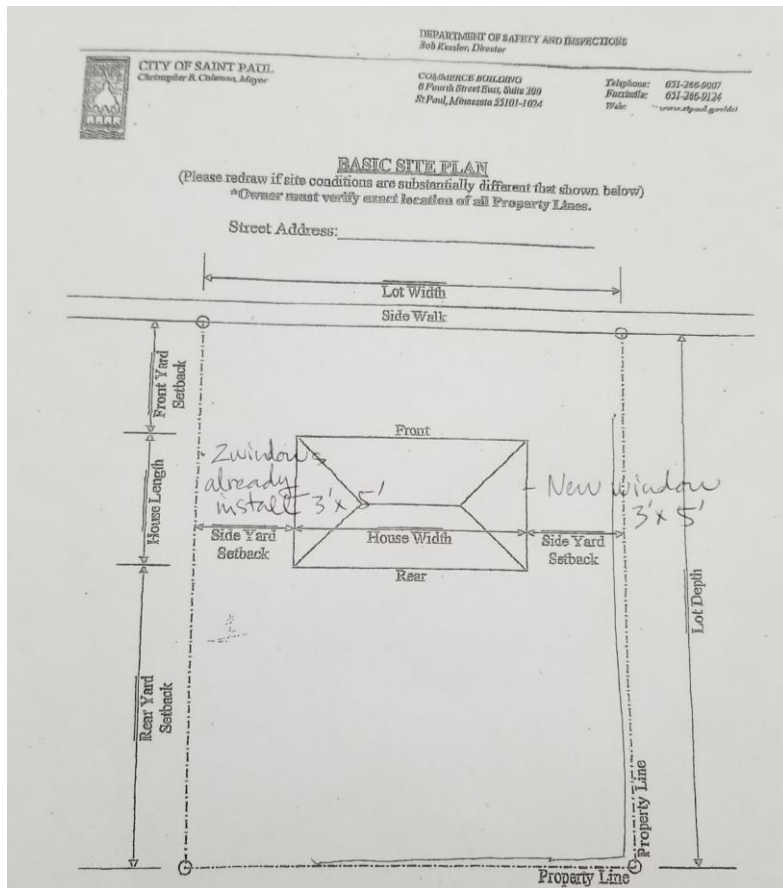 DEPARTMENT OF SAFETY AND INSPECTIONS
Bob Kessler, Director
CITY OF SAINT PAUL
Christopher B. Coleman, Mayor
COMMERCE BUILDING
8 Fourth Street East, Suite 200
St Paul, Minnesota 55101-1024
Telephone: 651-266-9007
Facsimile: 651-266-9124
Web: www.stpaul.gov/dsi
BASIC SITE PLAN
(Please redraw if site conditions are substantially different that shown below)
*Owner must verify exact location of all Property Lines.
Street Address:
Lot Width
Side Walk
Front Yard
Setback
Front
2 windows
already
install 3' x 5'
New window
3' x 5'
House Length
Side Yard
Setback
House Width
Side Yard
Setback
Rear
Lot Depth
Rear Yard
Setback
Property Line
Property Line